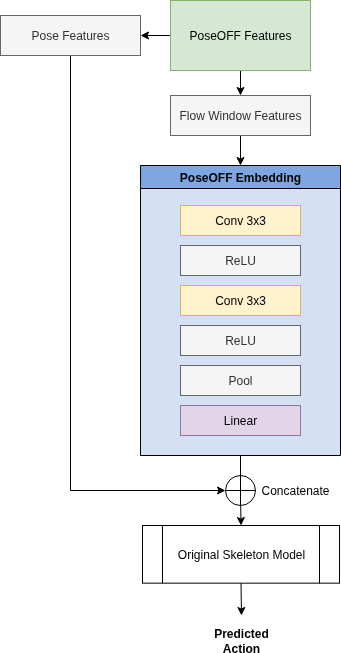 Pose Features
PoseOFF Features
Flow Window Features
PoseOFF Embedding
Conv 3x3
ReLU
Conv 3x3
ReLU
Pool
Linear
Concatenate
Original Skeleton Model
Predicted
Action